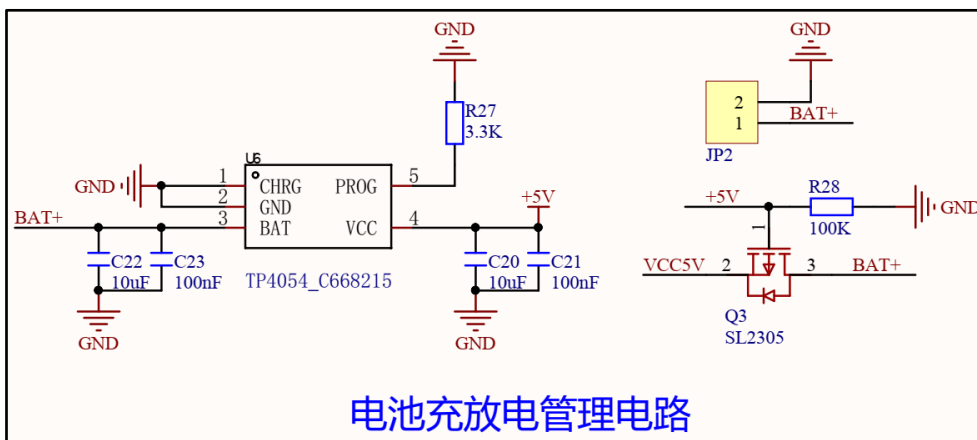 GND
R27
3.3K
U6
1
CHRG
PROG
5
GND
2
GND
BAT+
3
BAT
VCC
4
+5V
C22
10uF
C23
100nF
TP4054_C668215
C20
10uF
C21
100nF
GND
GND
GND
2
1
BAT+
JP2
+5V
R28
100K
GND
1
VCC5V
2
3
BAT+
Q3
SL2305
电池充放电管理电路